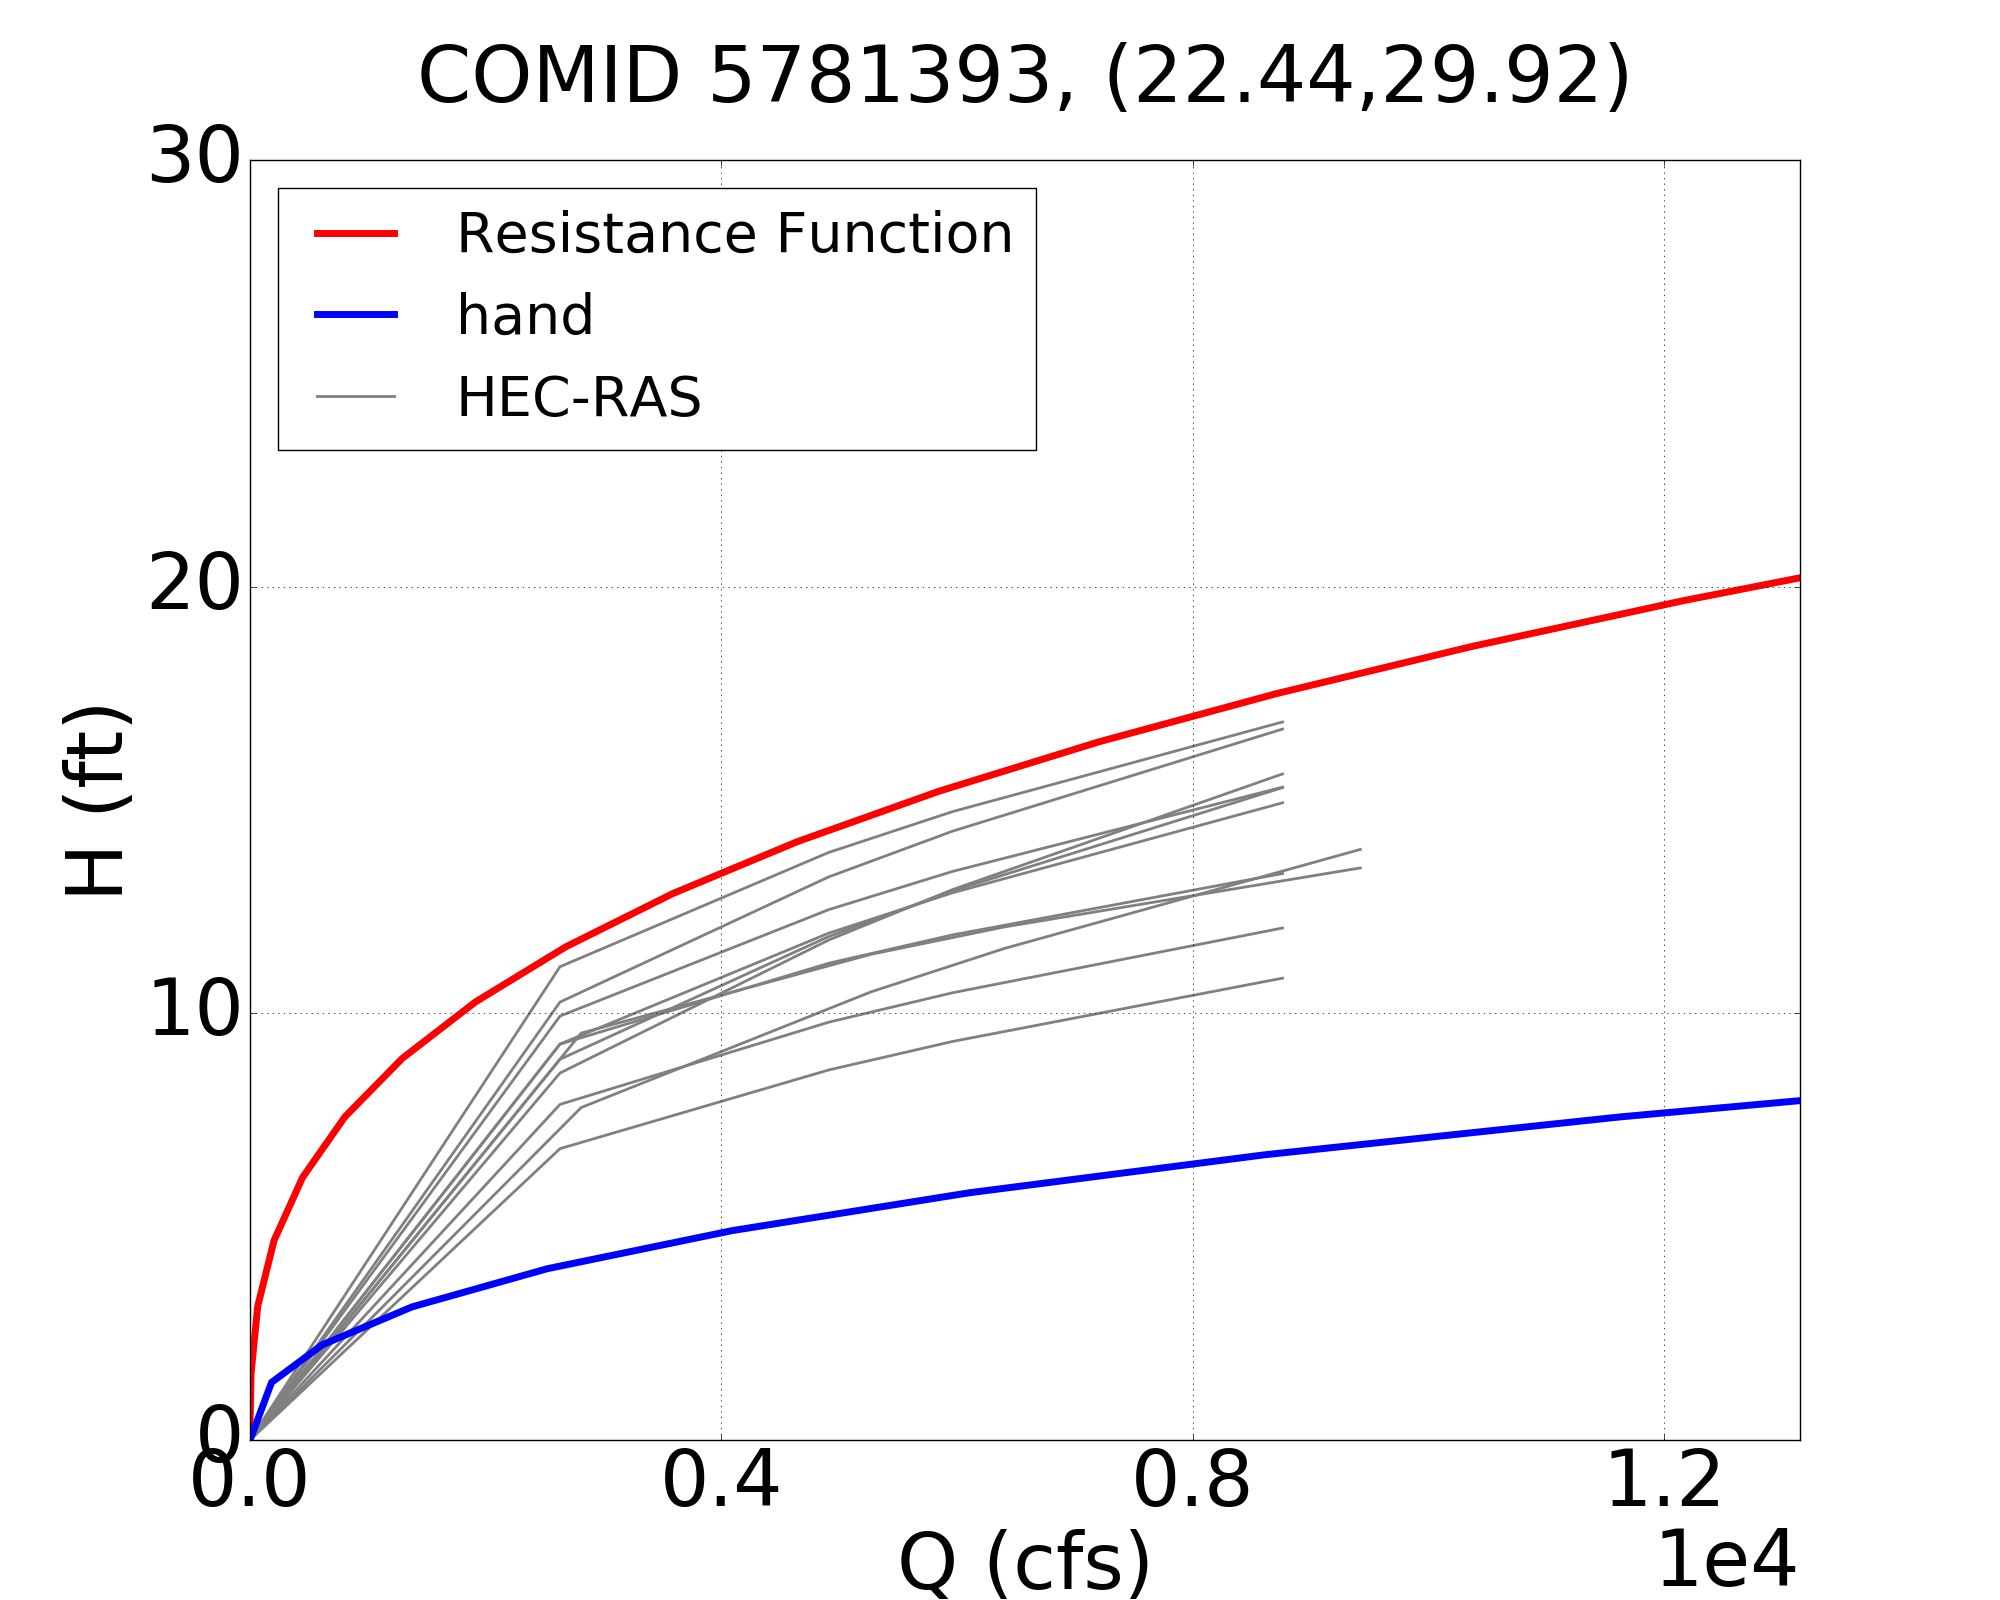 COMID 5781393, (22.44,29.92)
30
20
10
0
H (ft)
Resistance Function
hand
HEC-RAS
0.0 0.4 0.8 1.2
1e4
Q (cfs)